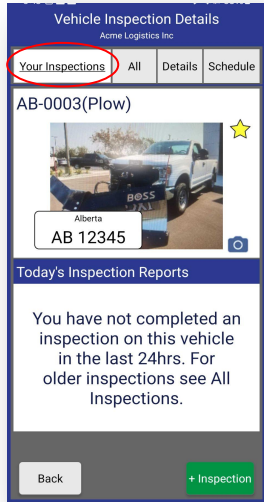 Vehicle Inspection Details
Acme Logistics Inc
Your Inspections All Details Schedule
AB-0003(Plow)
BOSS
Alberta
AB 12345
Today's Inspection Reports
You have not completed an
inspection on this vehicle
in the last 24hrs. For
older inspections see All
Inspections.
Back + Inspection